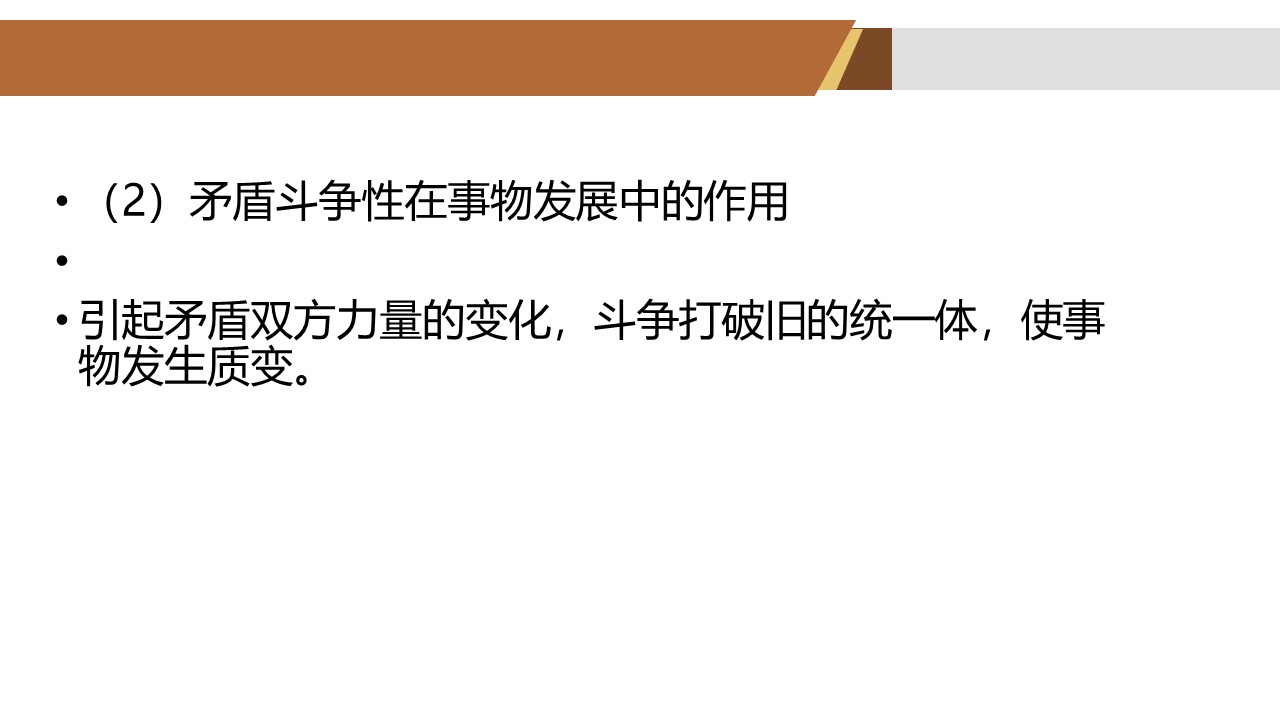 • （2）矛盾斗争性在事物发展中的作用
•
• 引起矛盾双方力量的变化，斗争打破旧的统一体，使事
物发生质变。